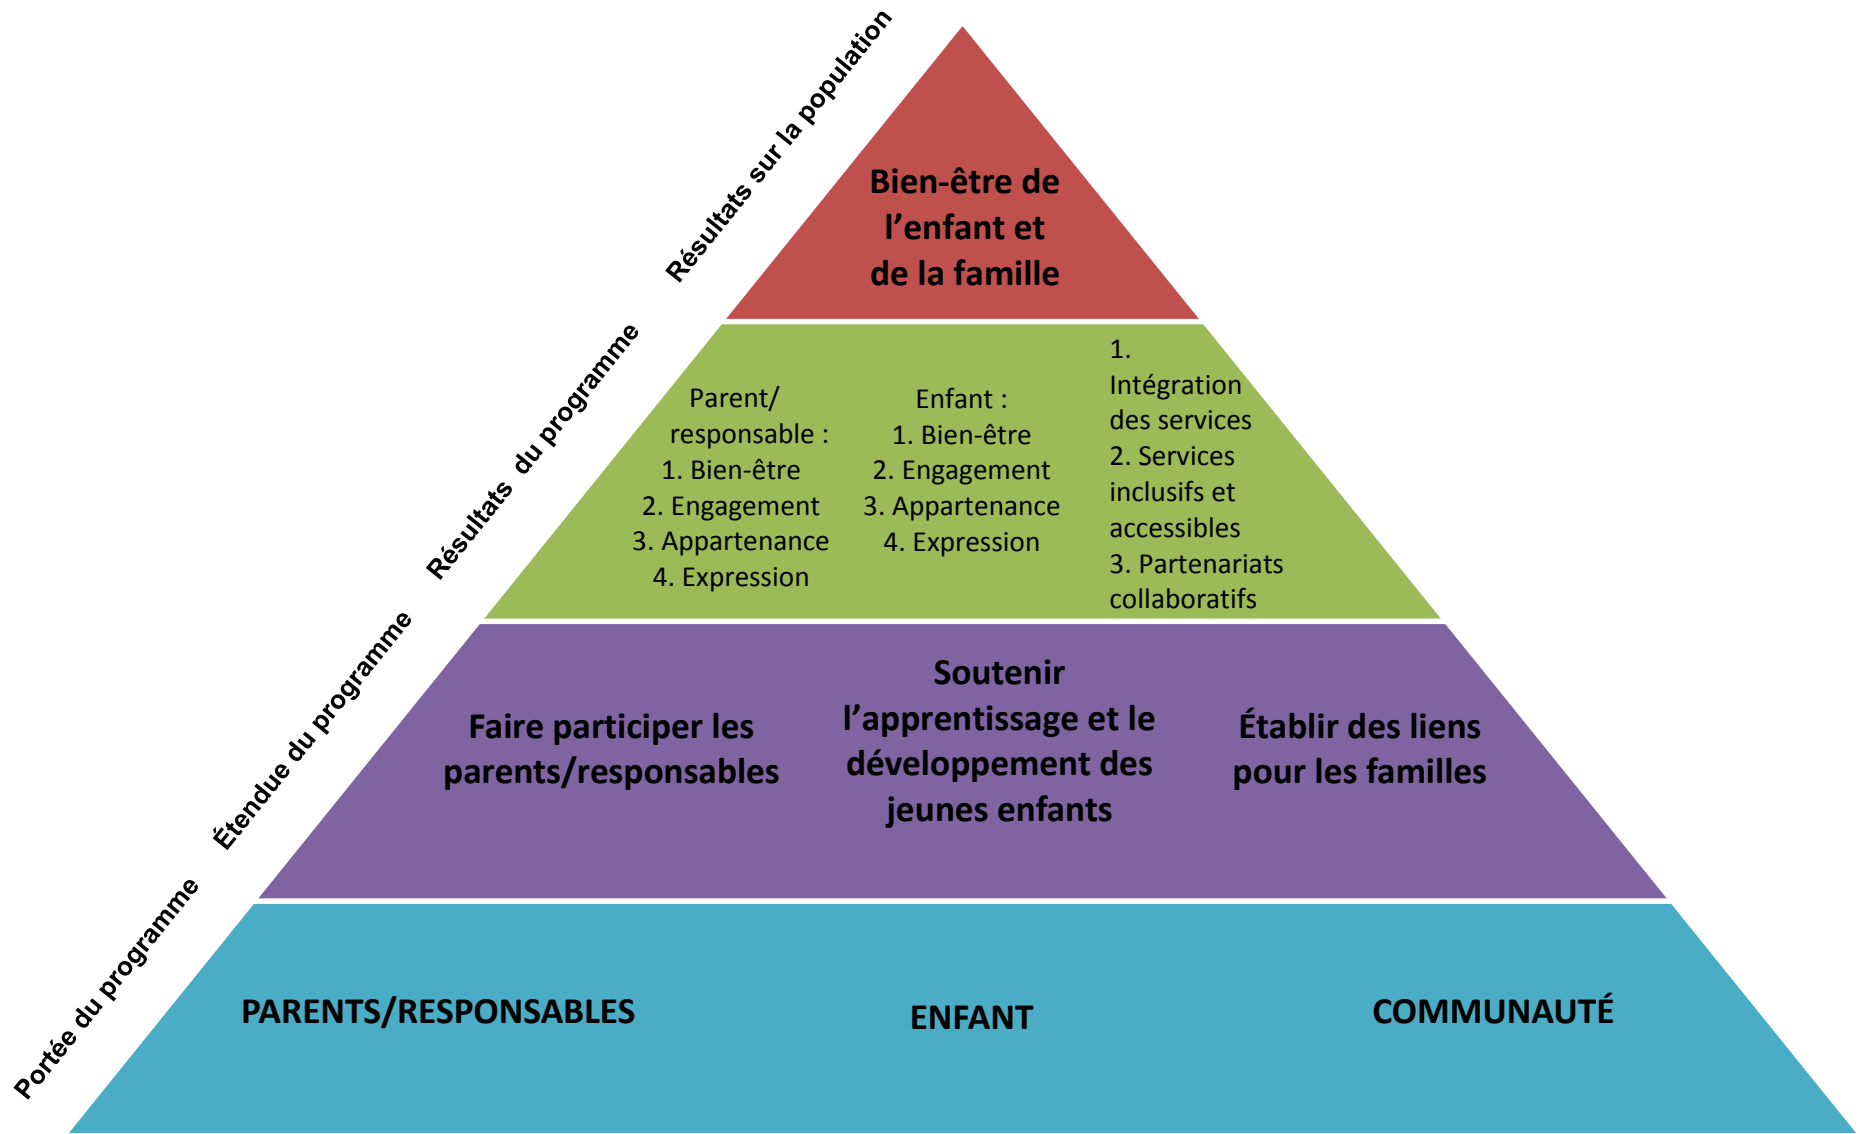 Résultats sur la population
Bien-être de
l’enfant et
de la famille
Résultats du programme
Parent/
responsable :
1. Bien-être
2. Engagement
3. Appartenance
4. Expression
Enfant :
1. Bien-être
2. Engagement
3. Appartenance
4. Expression
1.
Intégration
des services
2. Services
inclusifs et
accessibles
3. Partenariats
collaboratifs
Étendue du programme
Faire participer les
parents/responsables
Soutenir
l’apprentissage et le
développement des
jeunes enfants
Établir des liens
pour les familles
Portée du programme
PARENTS/RESPONSABLES
ENFANT
COMMUNAUTÉ